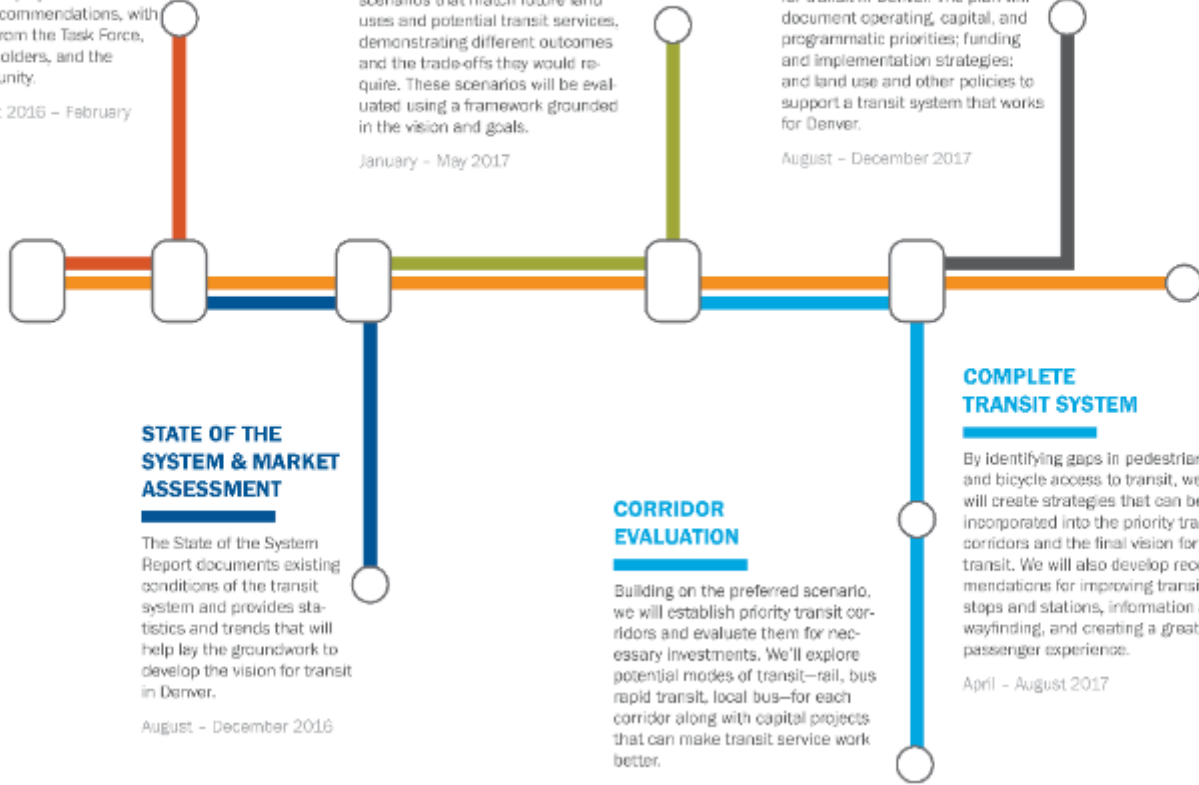 commendations, with
rom the Task Force,
olders, and the
unity.
2016 – February
scenarios that match future land
uses and potential transit services,
demonstrating different outcomes
and the trade-offs they would re-
quire. These scenarios will be eval-
uated using a framework grounded
in the vision and goals.
January – May 2017
document operating, capital, and
programmatic priorities; funding
and implementation strategies;
and land use and other policies to
support a transit system that works
for Denver.
August – December 2017
STATE OF THE
SYSTEM & MARKET
ASSESSMENT
The State of the System
Report documents existing
conditions of the transit
system and provides sta-
tistics and trends that will
help lay the groundwork to
develop the vision for transit
in Denver.
August – December 2016
CORRIDOR
EVALUATION
Building on the preferred scenario,
we will establish priority transit cor-
ridors and evaluate them for nec-
essary investments. We'll explore
potential modes of transit—rail, bus
rapid transit, local bus—for each
corridor along with capital projects
that can make transit service work
better.
COMPLETE
TRANSIT SYSTEM
By identifying gaps in pedestrian
and bicycle access to transit, we
will create strategies that can be
incorporated into the priority tra
corridors and the final vision for
transit. We will also develop reco
mendations for improving transi
stops and stations, information
wayfinding, and creating a great
passenger experience.
April – August 2017